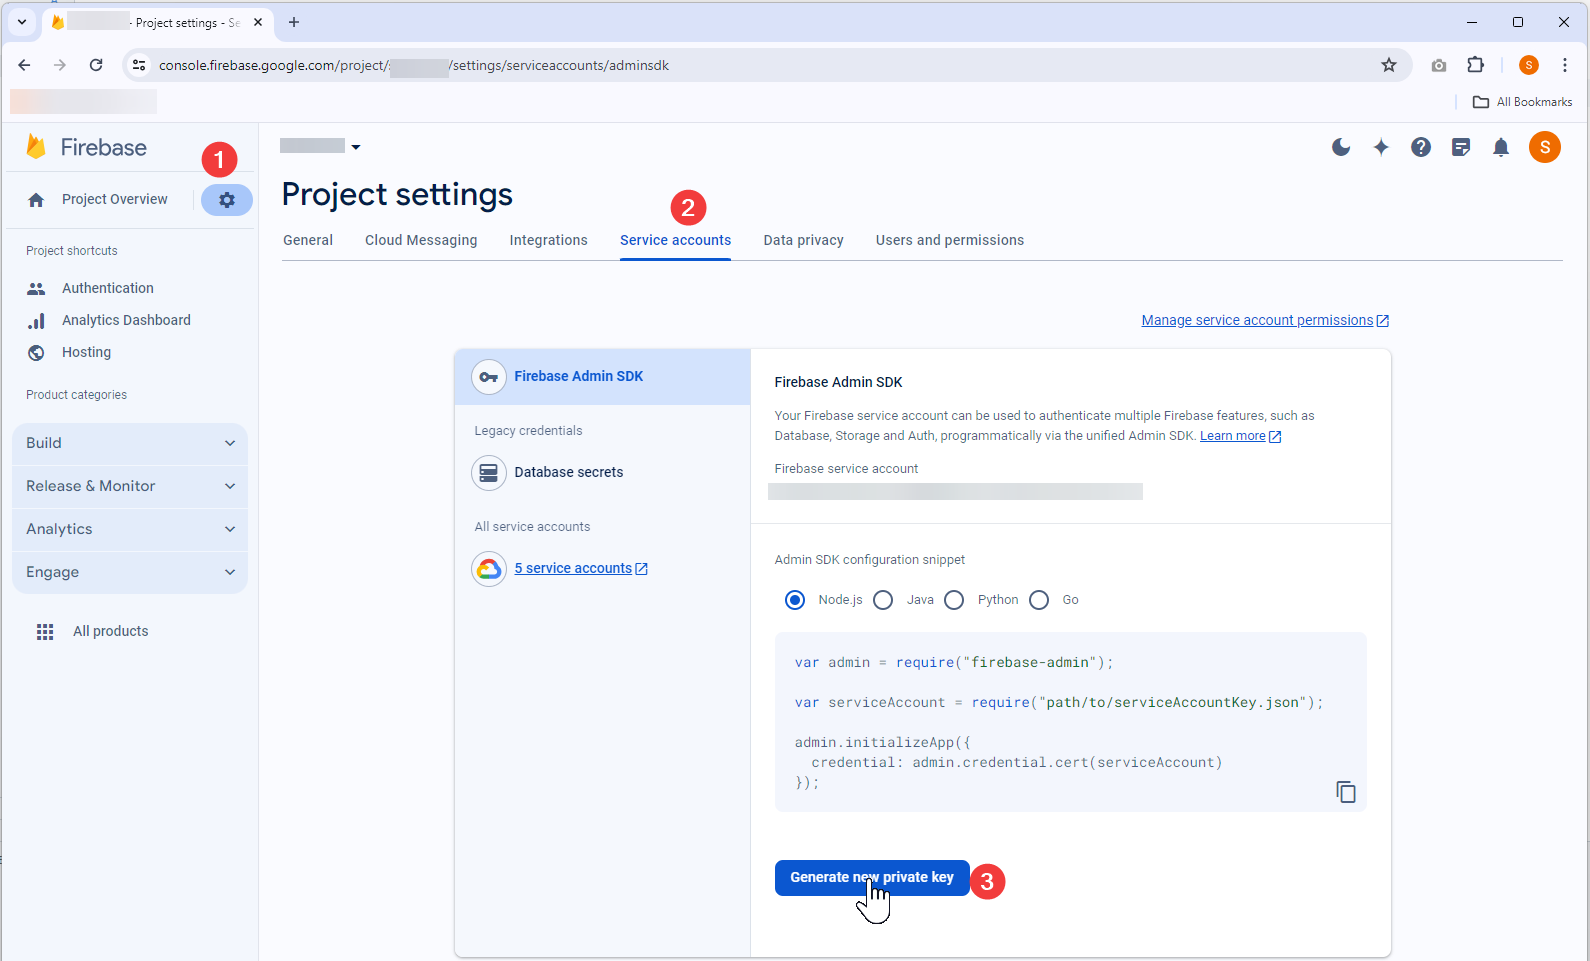 - Project settings - Se
console.firebase.google.com/project/ /settings/serviceaccounts/adminsdk
S
All Bookmarks
Firebase
1
Project Overview
Project shortcuts
Authentication
Analytics Dashboard
Hosting
Product categories
Build
Release & Monitor
Analytics
Engage
All products
S
Project settings
2
General Cloud Messaging Integrations Service accounts Data privacy Users and permissions
Manage service account permissions
Firebase Admin SDK
Legacy credentials
Database secrets
All service accounts
5 service accounts
Firebase Admin SDK
Your Firebase service account can be used to authenticate multiple Firebase features, such as
Database, Storage and Auth, programmatically via the unified Admin SDK. Learn more
Firebase service account
Admin SDK configuration snippet
Node.js Java Python Go
var admin = require("firebase-admin");
var serviceAccount = require("path/to/serviceAccountKey.json");
admin.initializeApp({
credential: admin.credential.cert(serviceAccount)
});
Generate new private key
3